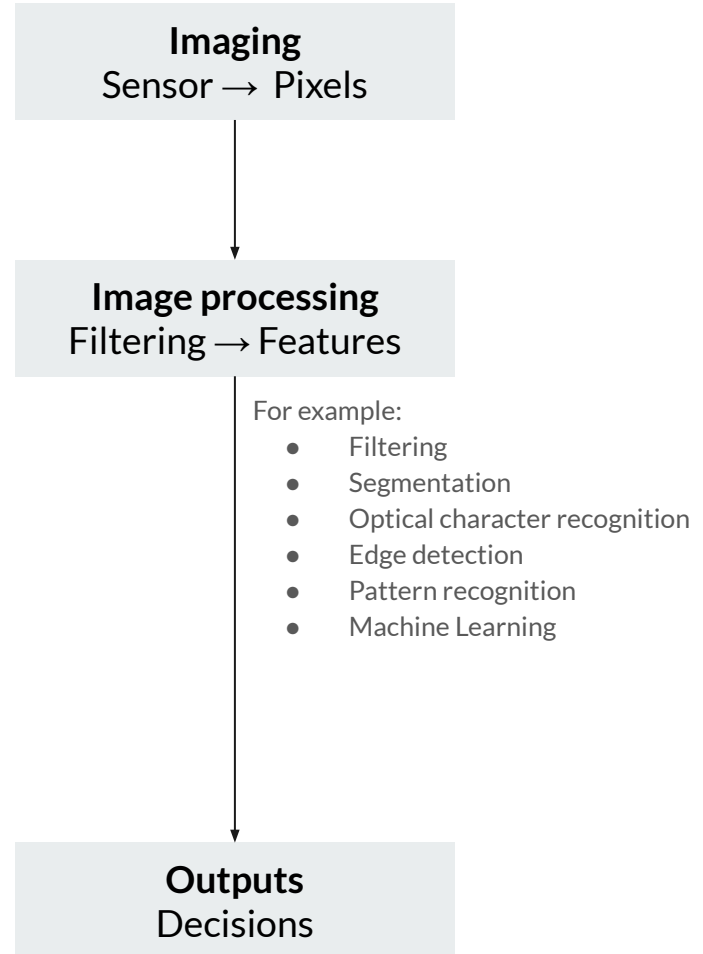 Imaging
Sensor → Pixels
Image processing
Filtering → Features
For example:
● Filtering
● Segmentation
● Optical character recognition
● Edge detection
● Pattern recognition
● Machine Learning
Outputs
Decisions